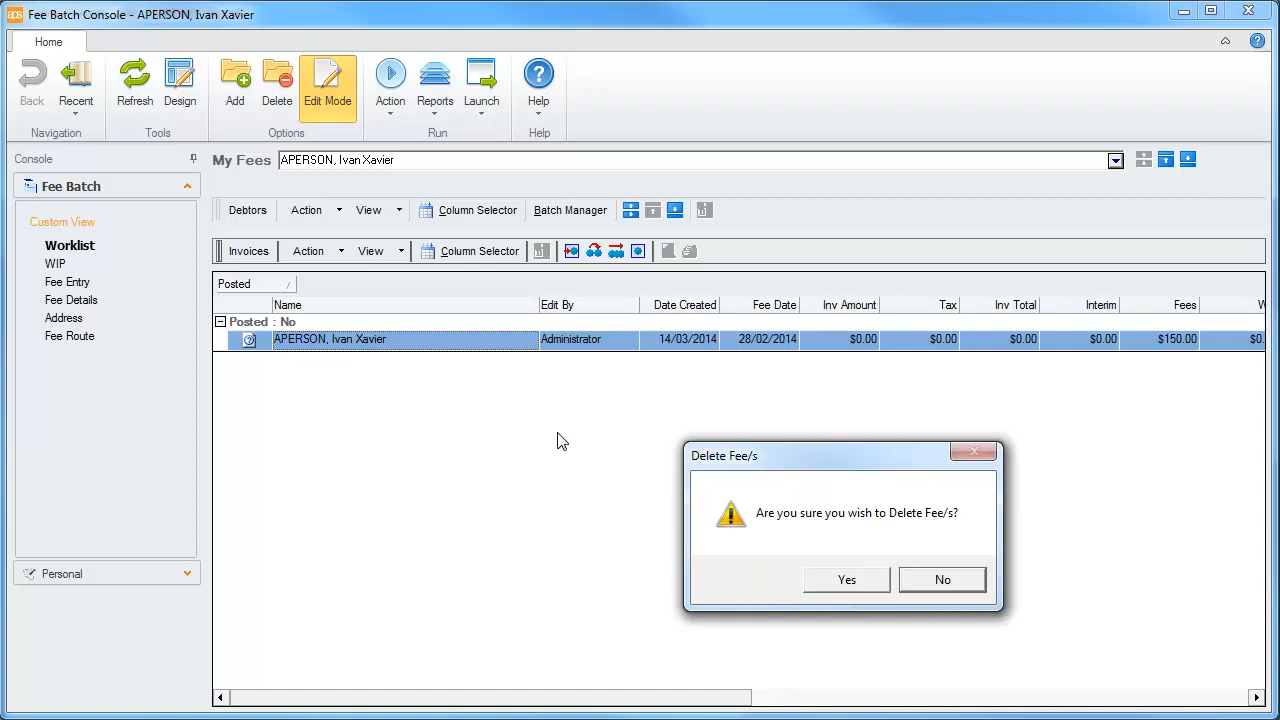 aps Fee Batch Console - APERSON, Ivan Xavier
Home
Back
Recent
Refresh
Design
Add
Delete
Edit Mode
Action
Reports
Launch
Help
Navigation
Tools
Options
Run
Help
Console
Fee Batch
Custom View
Worklist
WIP
Fee Entry
Fee Details
Address
Fee Route
Personal
My Fees APERSON, Ivan Xavier
Debtors Action View Column Selector Batch Manager
Invoices Action View Column Selector
Posted
Name Edit By Date Created Fee Date Inv Amount Tax Inv Total Interim Fees
Posted : No
APERSON, Ivan Xavier Administrator 14/03/2014 28/02/2014 $0.00 $0.00 $0.00 $0.00 $150.00
Delete Fee/s
Are you sure you wish to Delete Fee/s?
Yes No